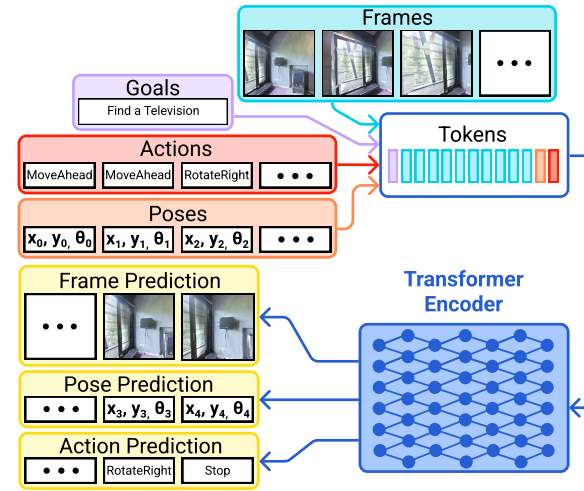 Frames
• • •
Goals
Find a Television
Tokens
Actions
MoveAhead MoveAhead RotateRight • • •
Poses
x₀, y₀, θ₀ x₁, y₁, θ₁ x₂, y₂, θ₂ • • •
Frame Prediction
• • •
Transformer
Encoder
Pose Prediction
• • • x₃, y₃, θ₃ x₄, y₄, θ₄
Action Prediction
• • • RotateRight Stop